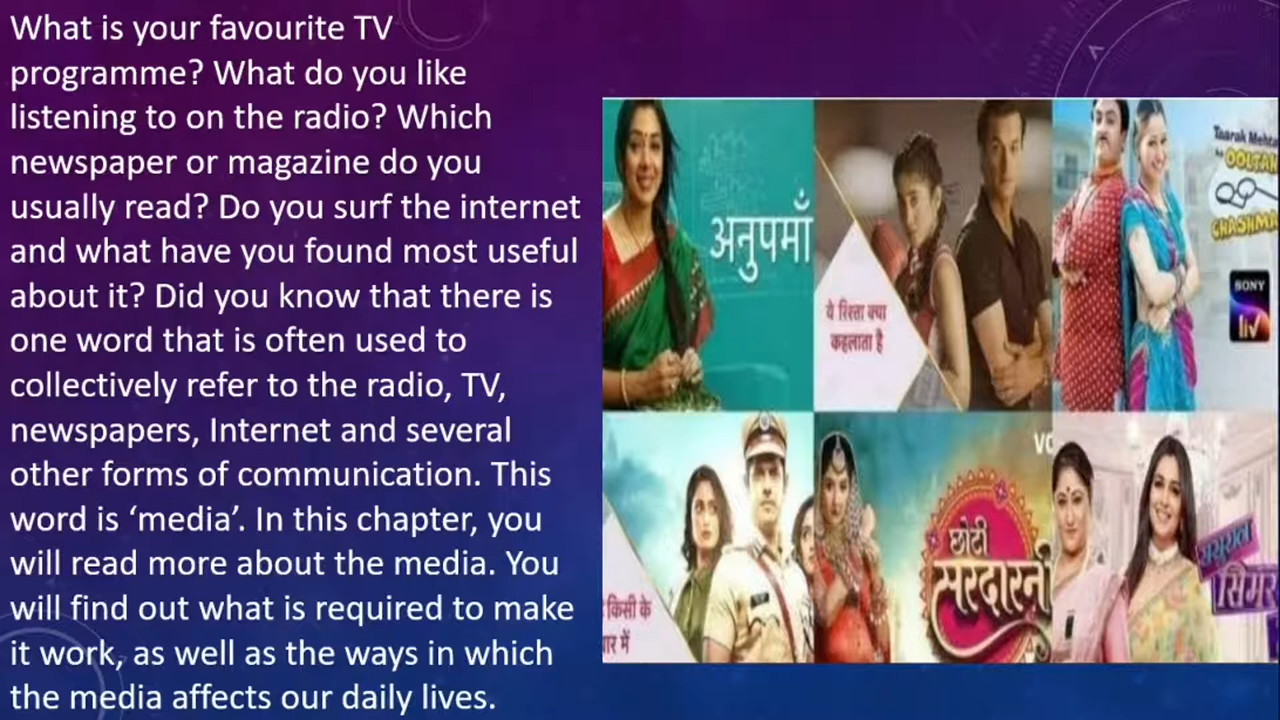 What is your favourite TV
programme? What do you like
listening to on the radio? Which
newspaper or magazine do you
usually read? Do you surf the internet
and what have you found most useful
about it? Did you know that there is
one word that is often used to
collectively refer to the radio, TV,
newspapers, Internet and several
other forms of communication. This
word is ‘media’. In this chapter, you
will read more about the media. You
will find out what is required to make
it work, as well as the ways in which
the media affects our daily lives.
अनुपमाँ
ये रिश्ता क्या
कहलाता है
Taarak Mehta
OOLTAH
CHASHMA
SONY
liv
किसी के
में
छोटी
सरदारनी
ससुराल
सिमर